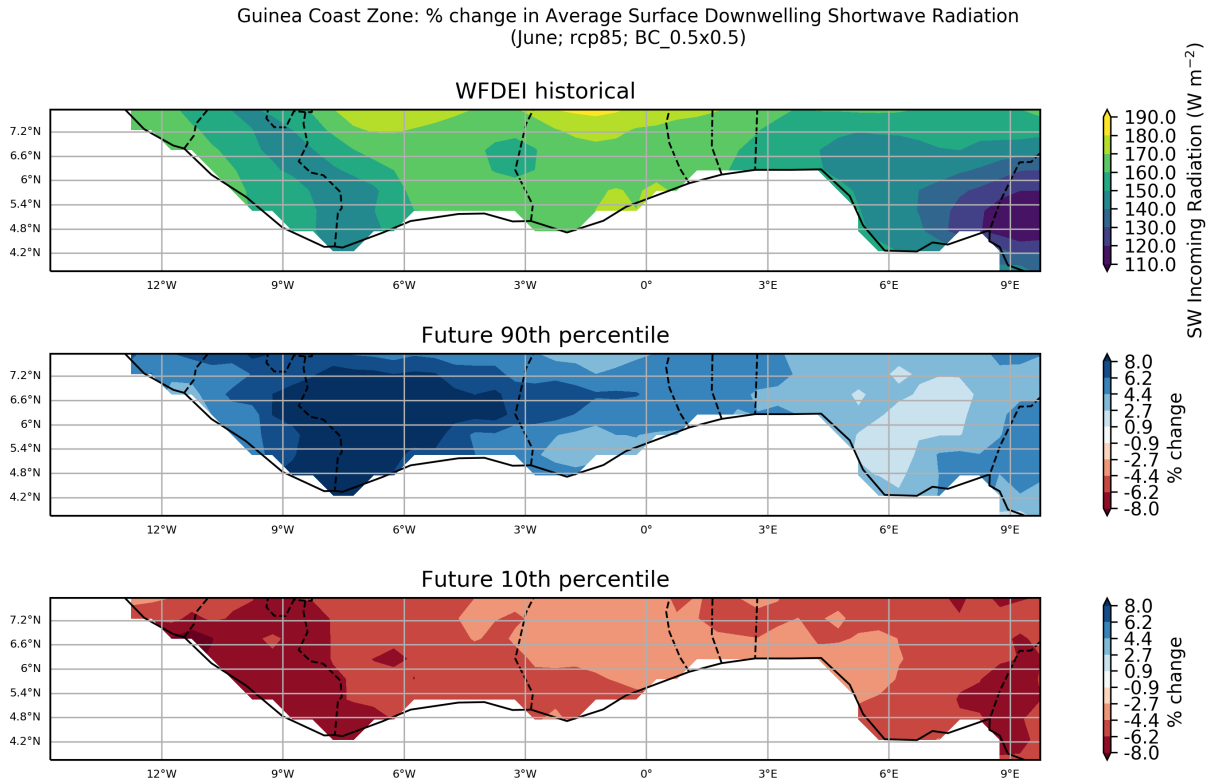 Guinea Coast Zone: % change in Average Surface Downwelling Shortwave Radiation
(June; rcp85; BC_0.5x0.5)
WFDEI historical
7.2°N
6.6°N
6°N
5.4°N
4.8°N
4.2°N
12°W 9°W 6°W 3°W 0° 3°E 6°E 9°E
190.0
180.0
170.0
160.0
150.0
140.0
130.0
120.0
110.0
SW Incoming Radiation (W m⁻²)
Future 90th percentile
7.2°N
6.6°N
6°N
5.4°N
4.8°N
4.2°N
12°W 9°W 6°W 3°W 0° 3°E 6°E 9°E
8.0
6.2
4.4
2.7
0.9
-0.9
-2.7
-4.4
-6.2
-8.0
% change
Future 10th percentile
7.2°N
6.6°N
6°N
5.4°N
4.8°N
4.2°N
12°W 9°W 6°W 3°W 0° 3°E 6°E 9°E
8.0
6.2
4.4
2.7
0.9
-0.9
-2.7
-4.4
-6.2
-8.0
% change